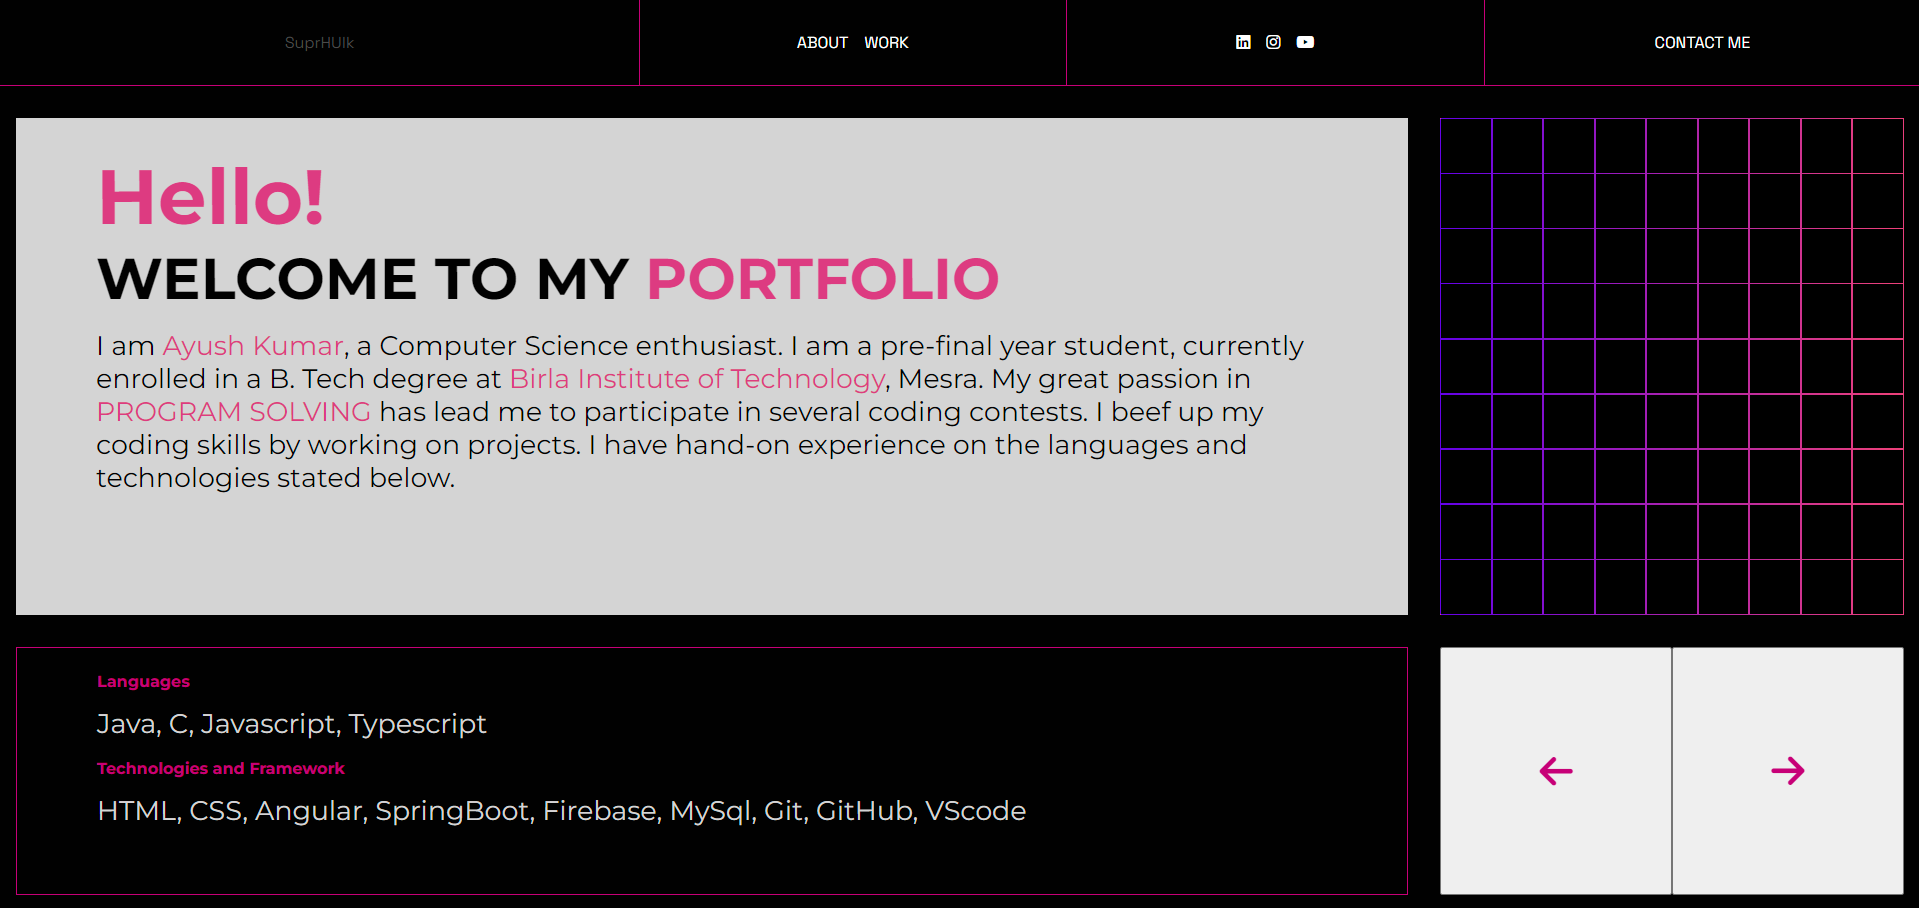 SuprHUlk
ABOUT WORK
CONTACT ME
Hello!
WELCOME TO MY PORTFOLIO
I am Ayush Kumar, a Computer Science enthusiast. I am a pre-final year student, currently
enrolled in a B. Tech degree at Birla Institute of Technology, Mesra. My great passion in
PROGRAM SOLVING has lead me to participate in several coding contests. I beef up my
coding skills by working on projects. I have hand-on experience on the languages and
technologies stated below.
Languages
Java, C, Javascript, Typescript
Technologies and Framework
HTML, CSS, Angular, SpringBoot, Firebase, MySql, Git, GitHub, VScode